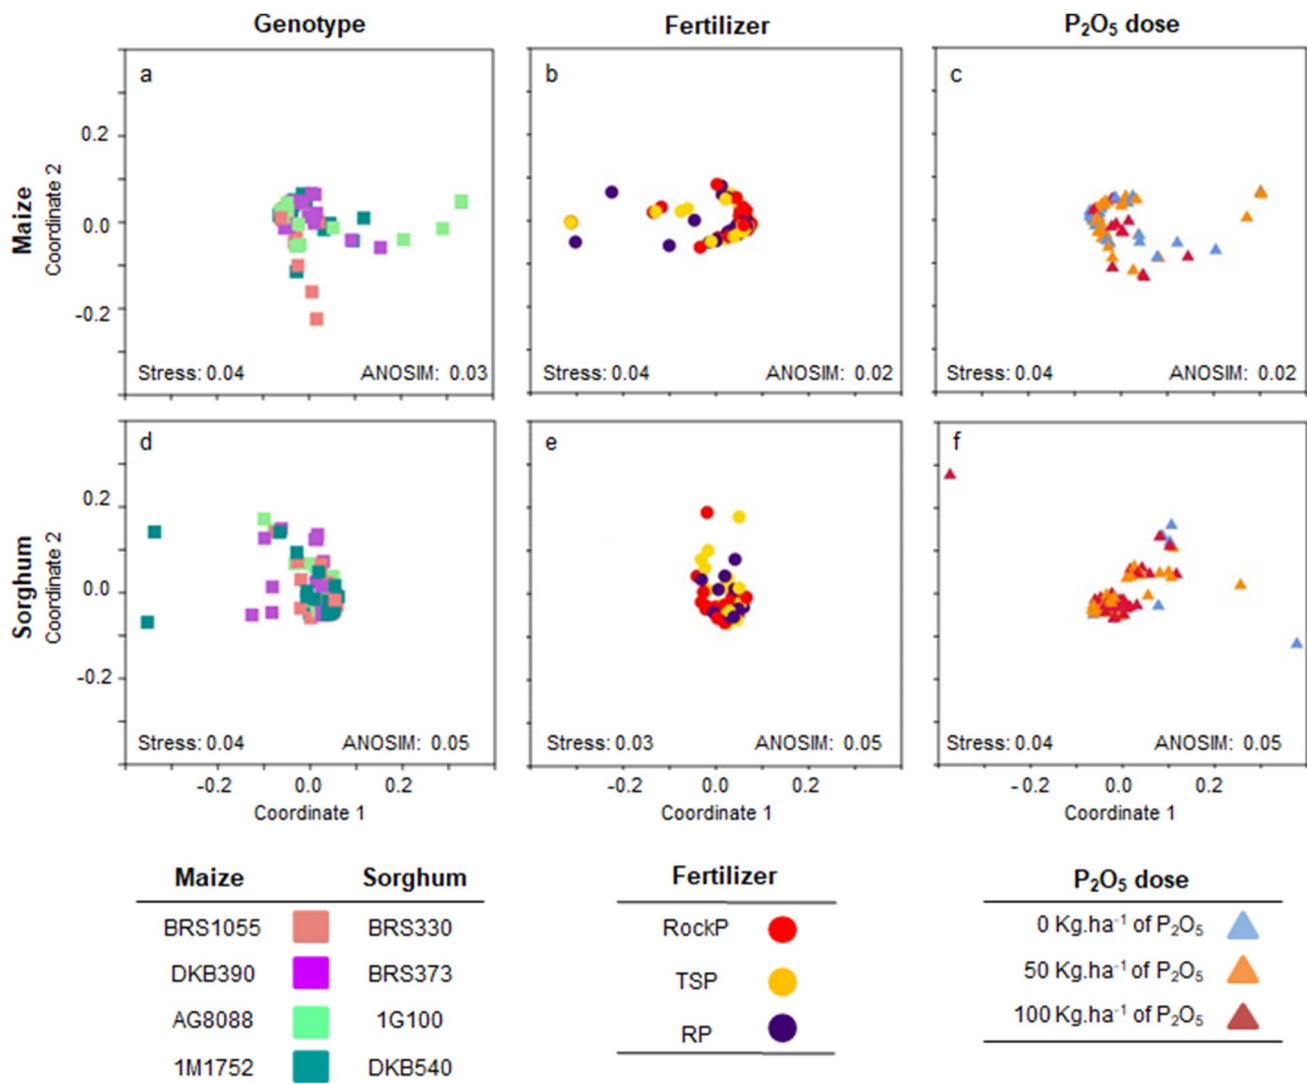 Genotype
Fertilizer
P₂O₅ dose
Maize
Coordinate 2
0.2
0.0
-0.2
a
Stress: 0.04 ANOSIM: 0.03
b
Stress: 0.04 ANOSIM: 0.02
c
Stress: 0.04 ANOSIM: 0.02
Sorghum
Coordinate 2
0.2
0.0
-0.2
d
Stress: 0.04 ANOSIM: 0.05
e
Stress: 0.03 ANOSIM: 0.05
f
Stress: 0.04 ANOSIM: 0.05
-0.2 0.0 0.2
Coordinate 1
-0.2 0.0 0.2
Coordinate 1
-0.2 0.0 0.2
Coordinate 1
Maize Sorghum
BRS1055 BRS330
DKB390 BRS373
AG8088 1G100
1M1752 DKB540
Fertilizer
RockP
TSP
RP
P₂O₅ dose
0 Kg.ha⁻¹ of P₂O₅
50 Kg.ha⁻¹ of P₂O₅
100 Kg.ha⁻¹ of P₂O₅